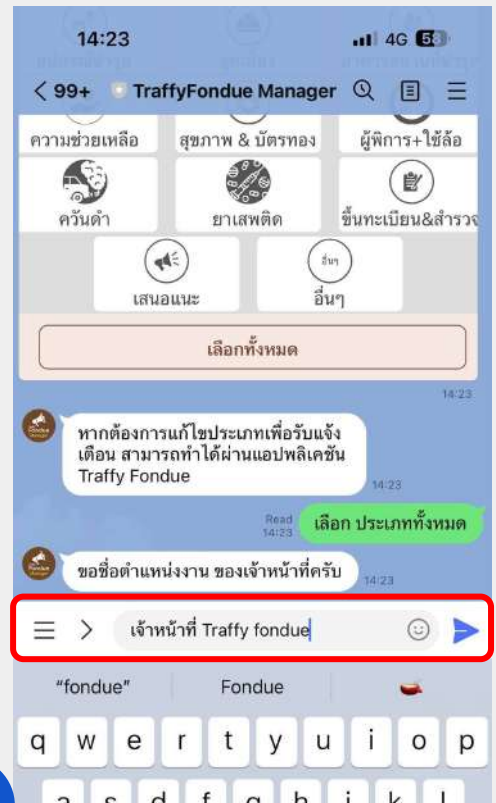 14:23
4G 58
99+ TraffyFondue Manager
ความช่วยเหลือ สุขภาพ & บัตรทอง ผู้พิการ+ใช้ล้อ
ควันดำ ยาเสพติด ขึ้นทะเบียน&สำรวจ
อื่นๆ
เสนอแนะ อื่นๆ
เลือกทั้งหมด
14:23
หากต้องการแก้ไขประเภทเพื่อรับแจ้ง
เตือน สามารถทำได้ผ่านแอปพลิเคชัน
Traffy Fondue
14:23
Read
14:23
เลือก ประเภททั้งหมด
ขอชื่อตำแหน่งงาน ของเจ้าหน้าที่ครับ
14:23
เจ้าหน้าที่ Traffy fondue
"fondue" Fondue
q w e r t y u i o p
a s d f g h j k l